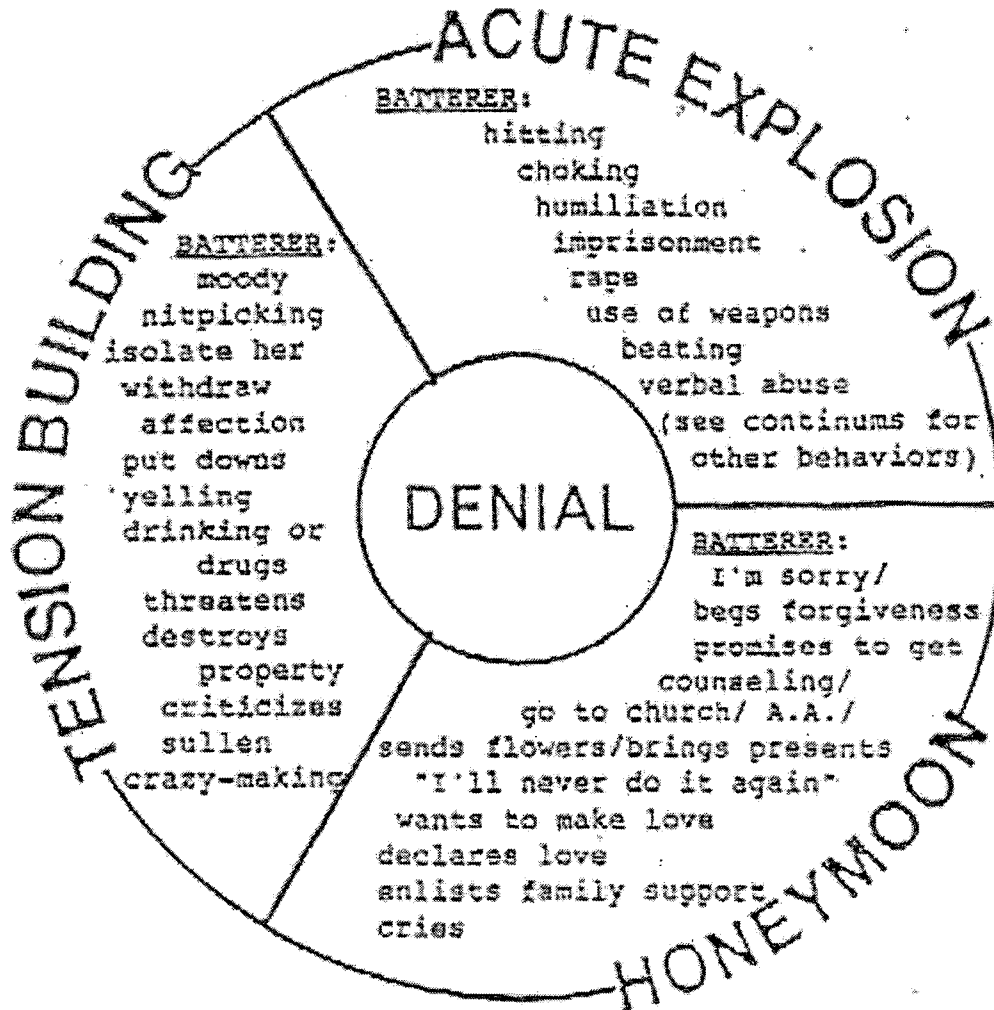 ACUTE EXPLOSION
BATTERER:
hitting
choking
humiliation
imprisonment
rape
use of weapons
beating
verbal abuse
(see continums for
other behaviors)
TENSION BUILDING
BATTERER:
moody
nitpicking
isolate her
withdraw
affection
put downs
yelling
drinking or
drugs
threatens
destroys
property
criticizes
sullen
crazy-making
DENIAL
BATTERER:
I'm sorry/
begs forgiveness
promises to get
counseling/
go to church/ A.A./
sends flowers/brings presents
"I'll never do it again"
wants to make love
declares love
enlists family support
cries
HONEYMOON